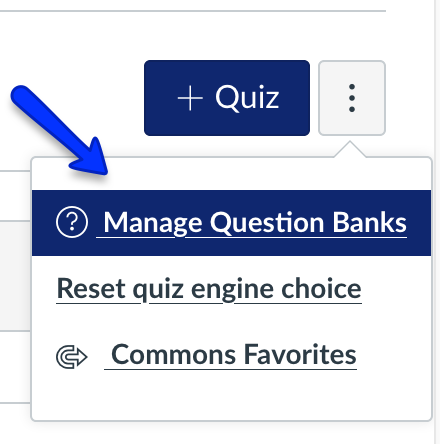 + Quiz
Manage Question Banks
Reset quiz engine choice
Commons Favorites